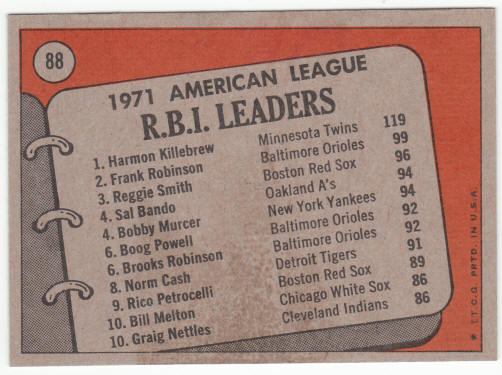 88
1971 AMERICAN LEAGUE
R.B.I. LEADERS
1. Harmon Killebrew Minnesota Twins 119
2. Frank Robinson Baltimore Orioles 99
3. Reggie Smith Boston Red Sox 96
4. Sal Bando Oakland A's 94
4. Bobby Murcer New York Yankees 94
6. Boog Powell Baltimore Orioles 92
6. Brooks Robinson Baltimore Orioles 92
8. Norm Cash Detroit Tigers 91
9. Rico Petrocelli Boston Red Sox 89
10. Bill Melton Chicago White Sox 86
10. Graig Nettles Cleveland Indians 86
* T.C.G. PRTD. IN U.S.A.